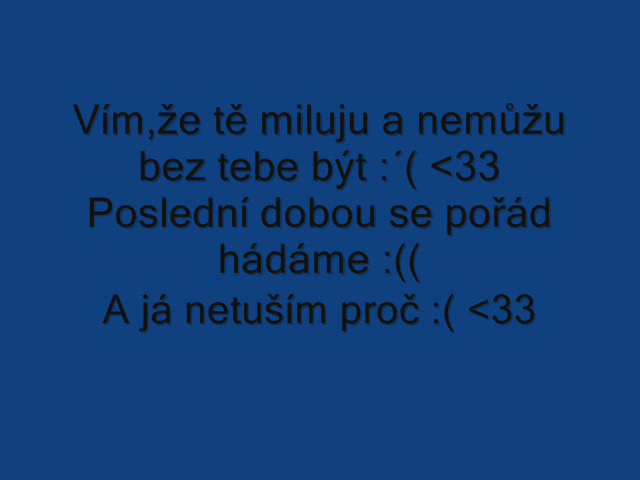 Vím,že tě miluju a nemůžu
bez tebe být :´( <33
Poslední dobou se pořád
hádáme :((
A já netuším proč :( <33